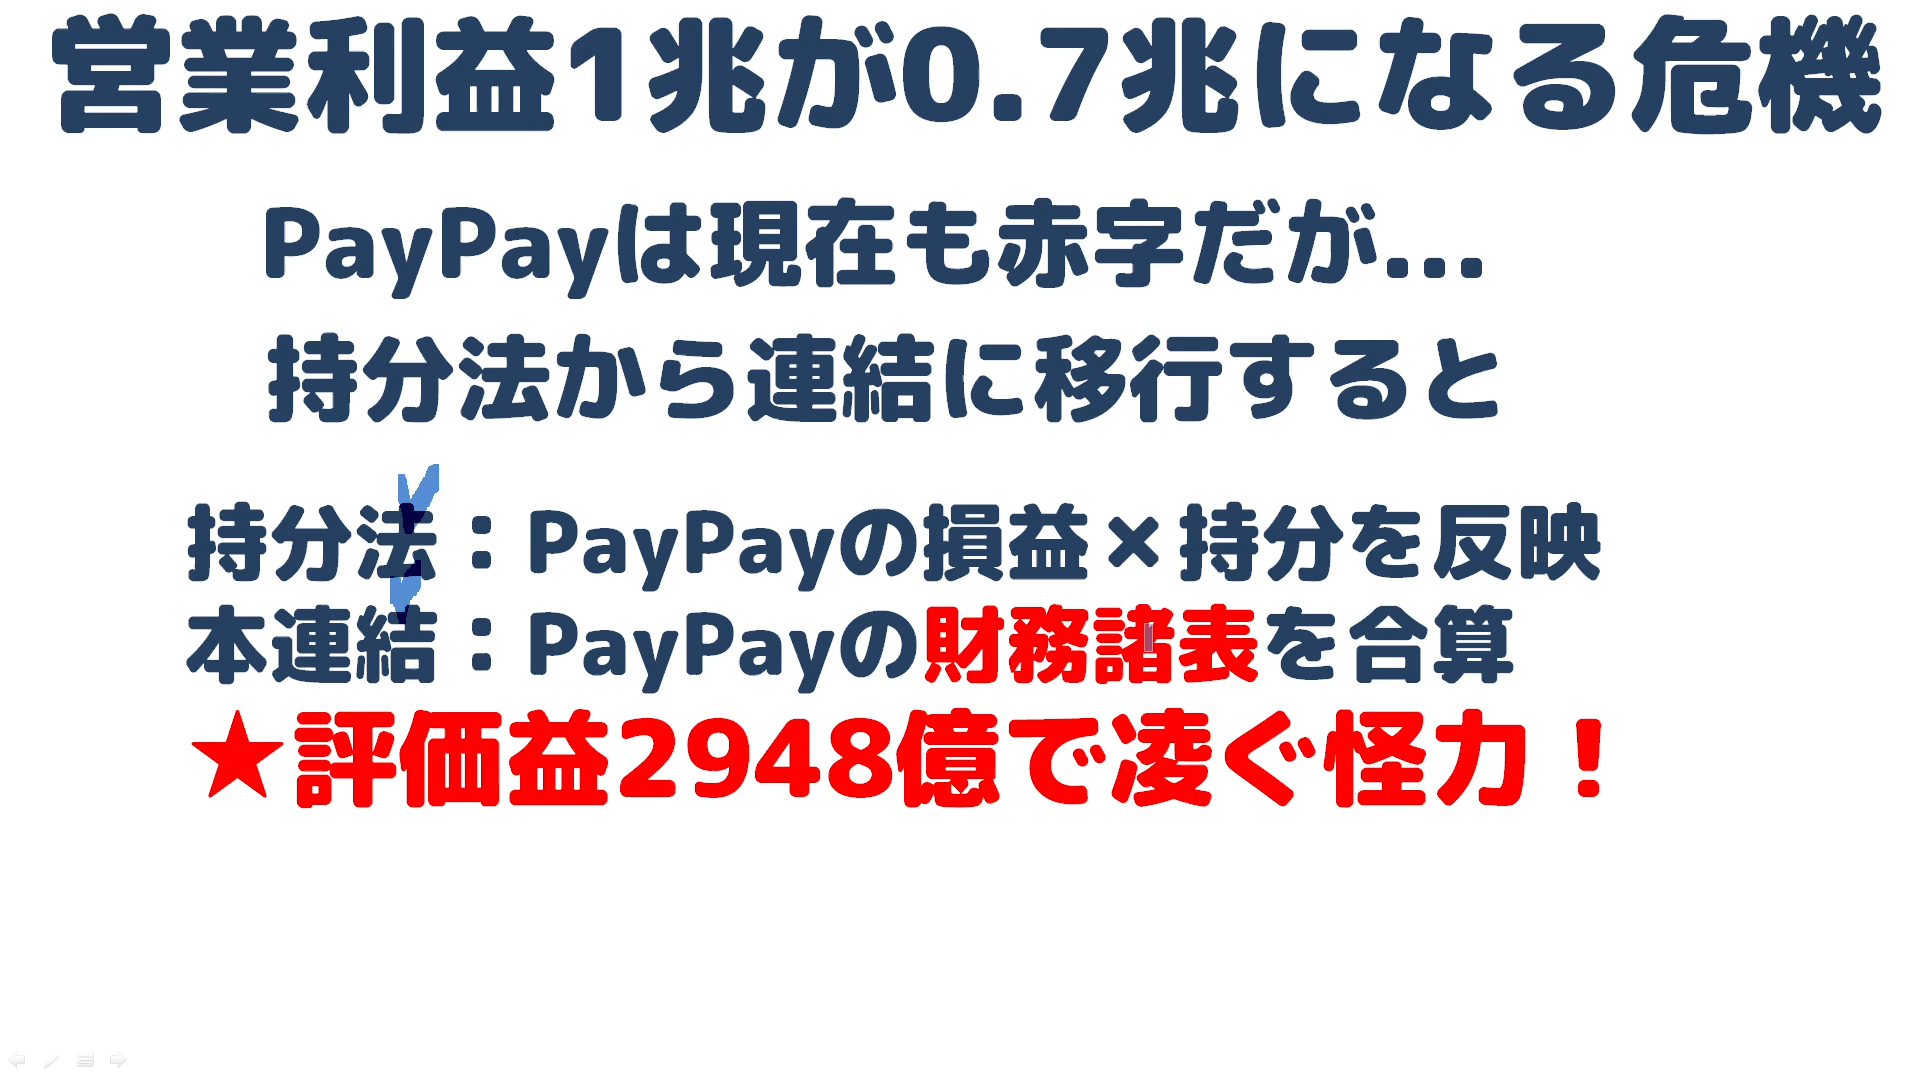 営業利益1兆が0.7兆になる危機
PayPayは現在も赤字だが…
持分法から連結に移行すると
持分法：PayPayの損益×持分を反映
本連結：PayPayの財務諸表を合算
★評価益2948億で凌ぐ怪力！